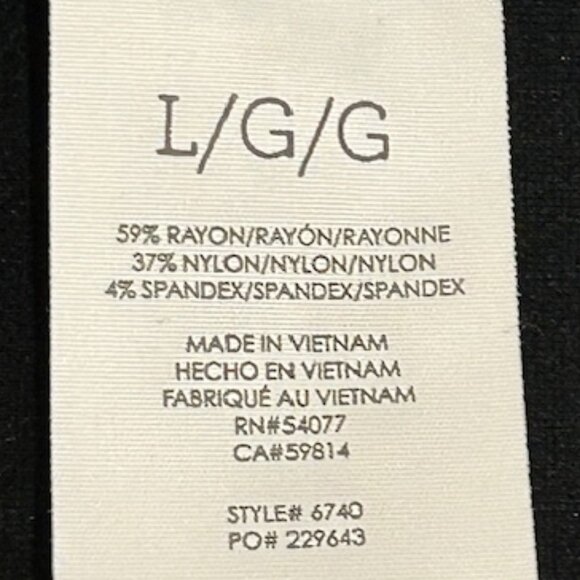 L/G/G
59% RAYON/RAYÓN/RAYONNE
37% NYLON/NYLON/NYLON
4% SPANDEX/SPANDEX/SPANDEX
MADE IN VIETNAM
HECHO EN VIETNAM
FABRIQUÉ AU VIETNAM
RN#54077
CA#59814
STYLE# 6740
PO# 229643